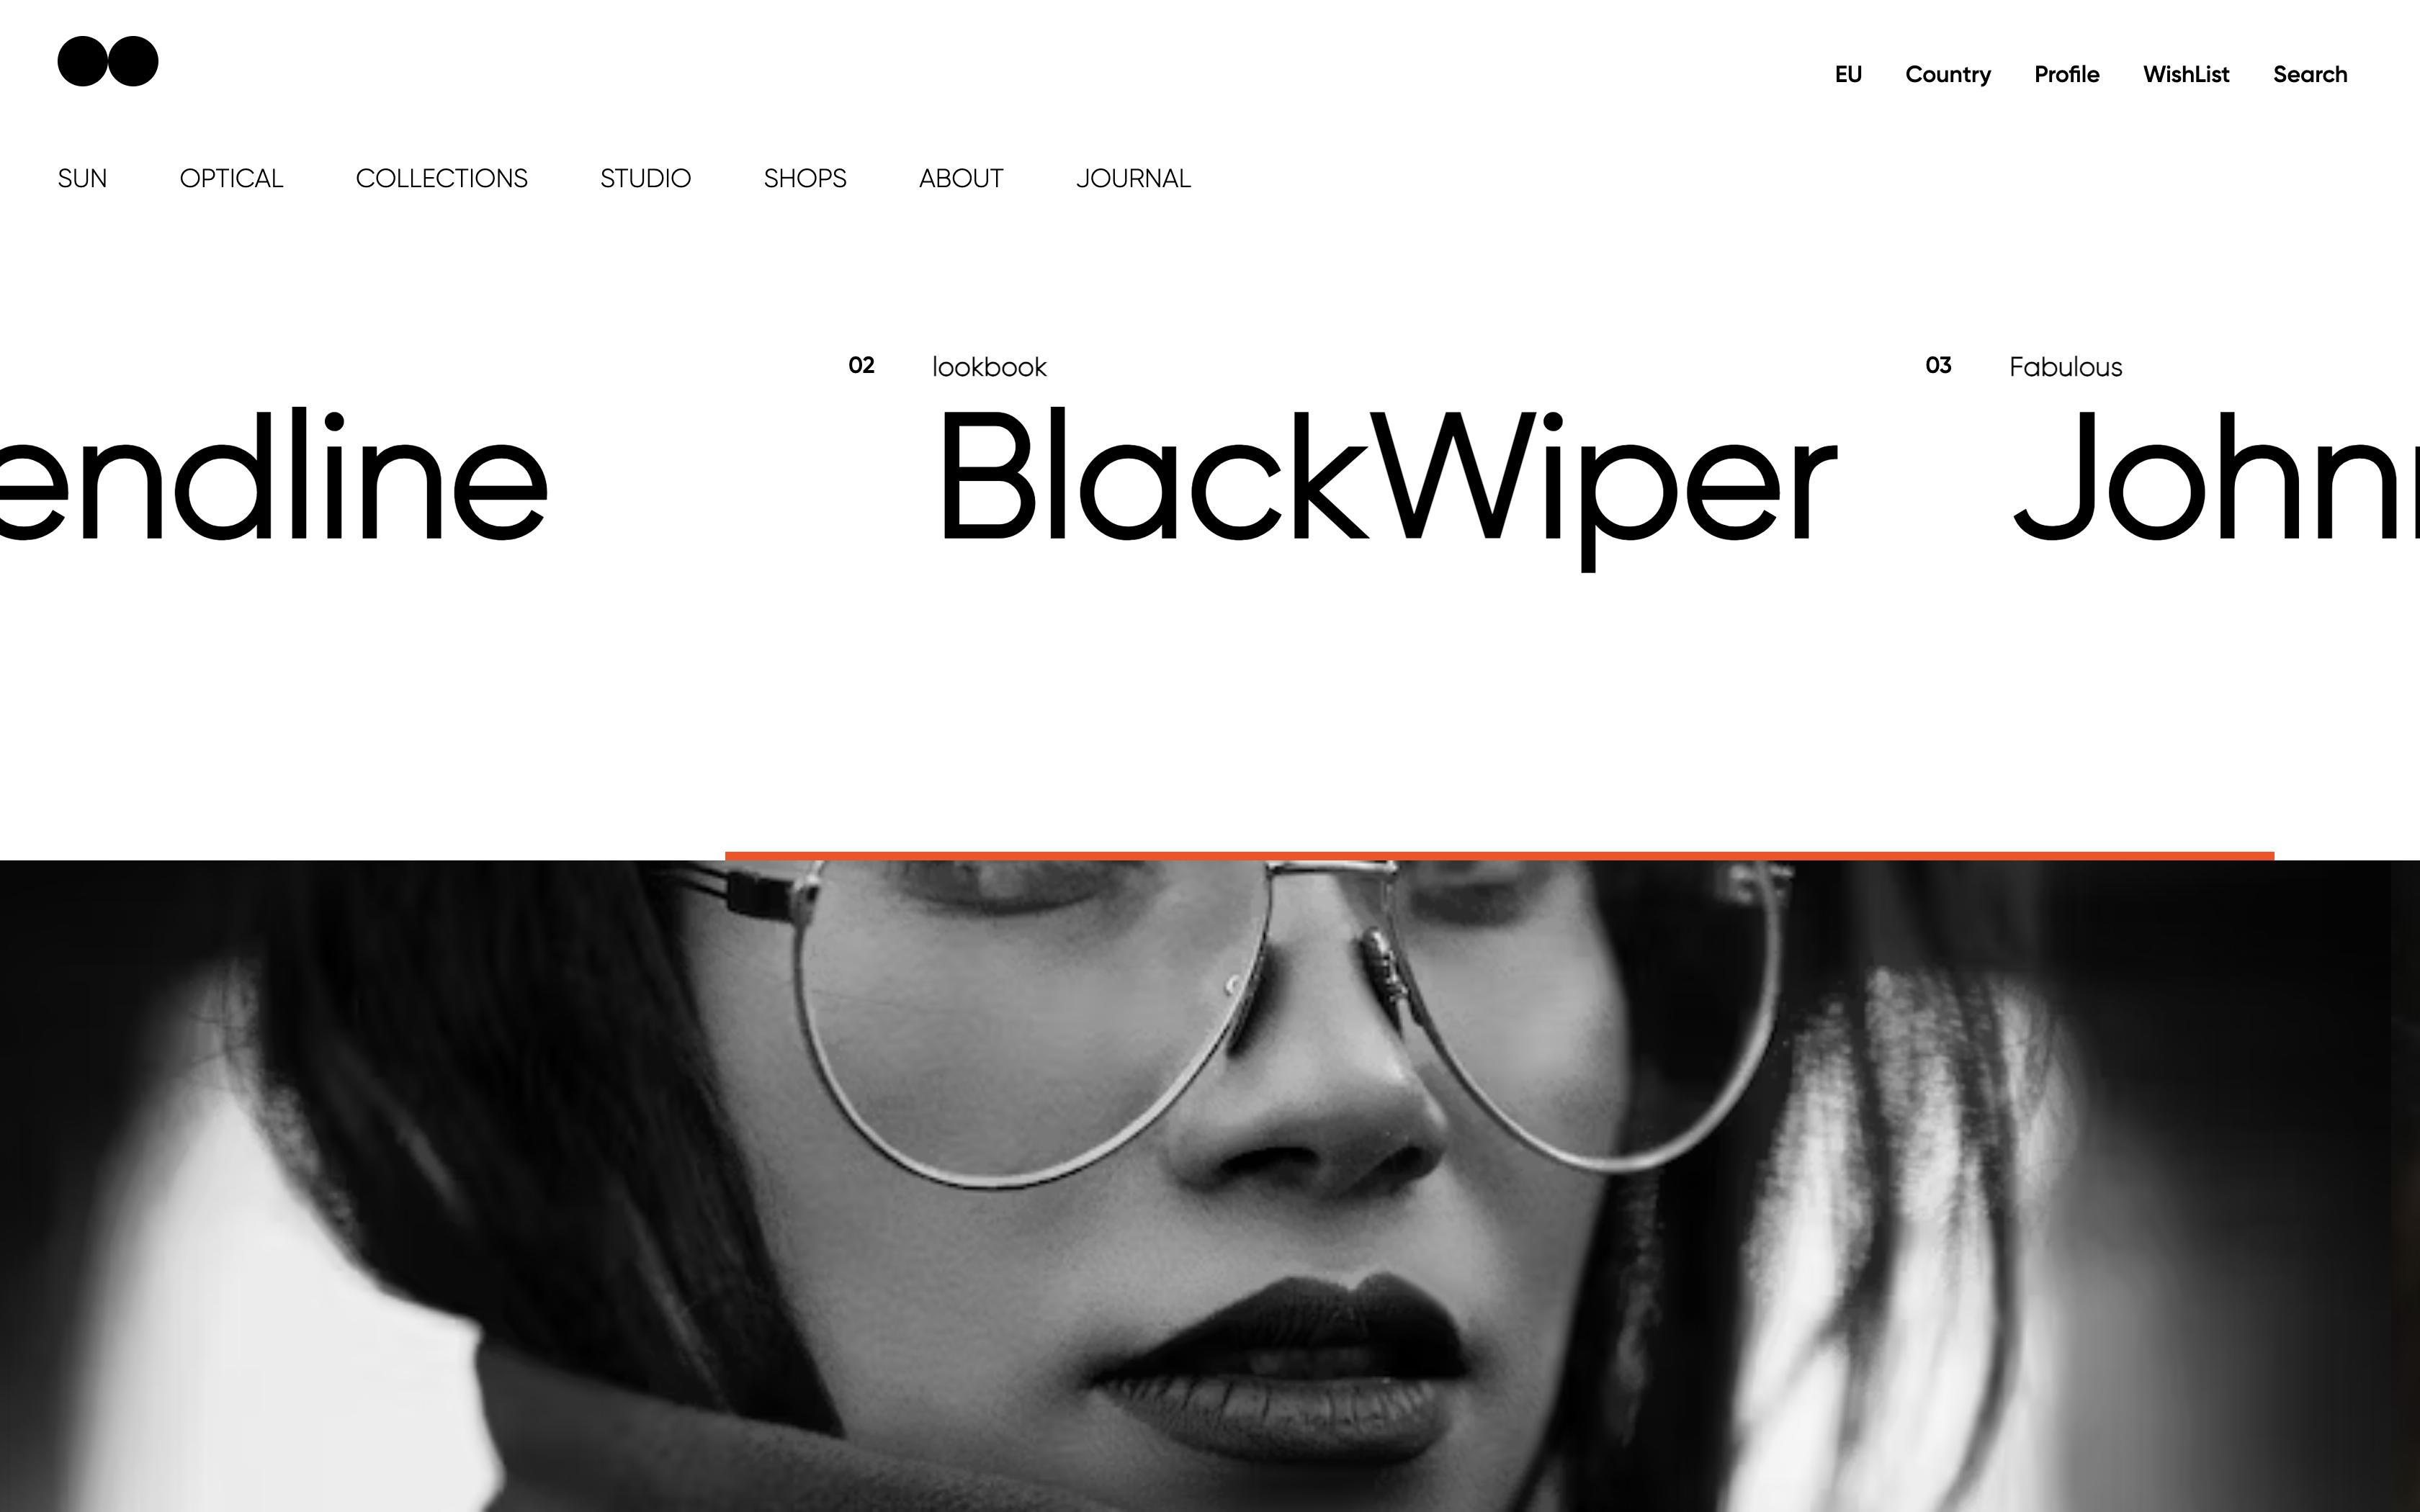 EU Country Profile WishList Search
SUN OPTICAL COLLECTIONS STUDIO SHOPS ABOUT JOURNAL
02 lookbook 03 Fabulous
endline BlackWiper John